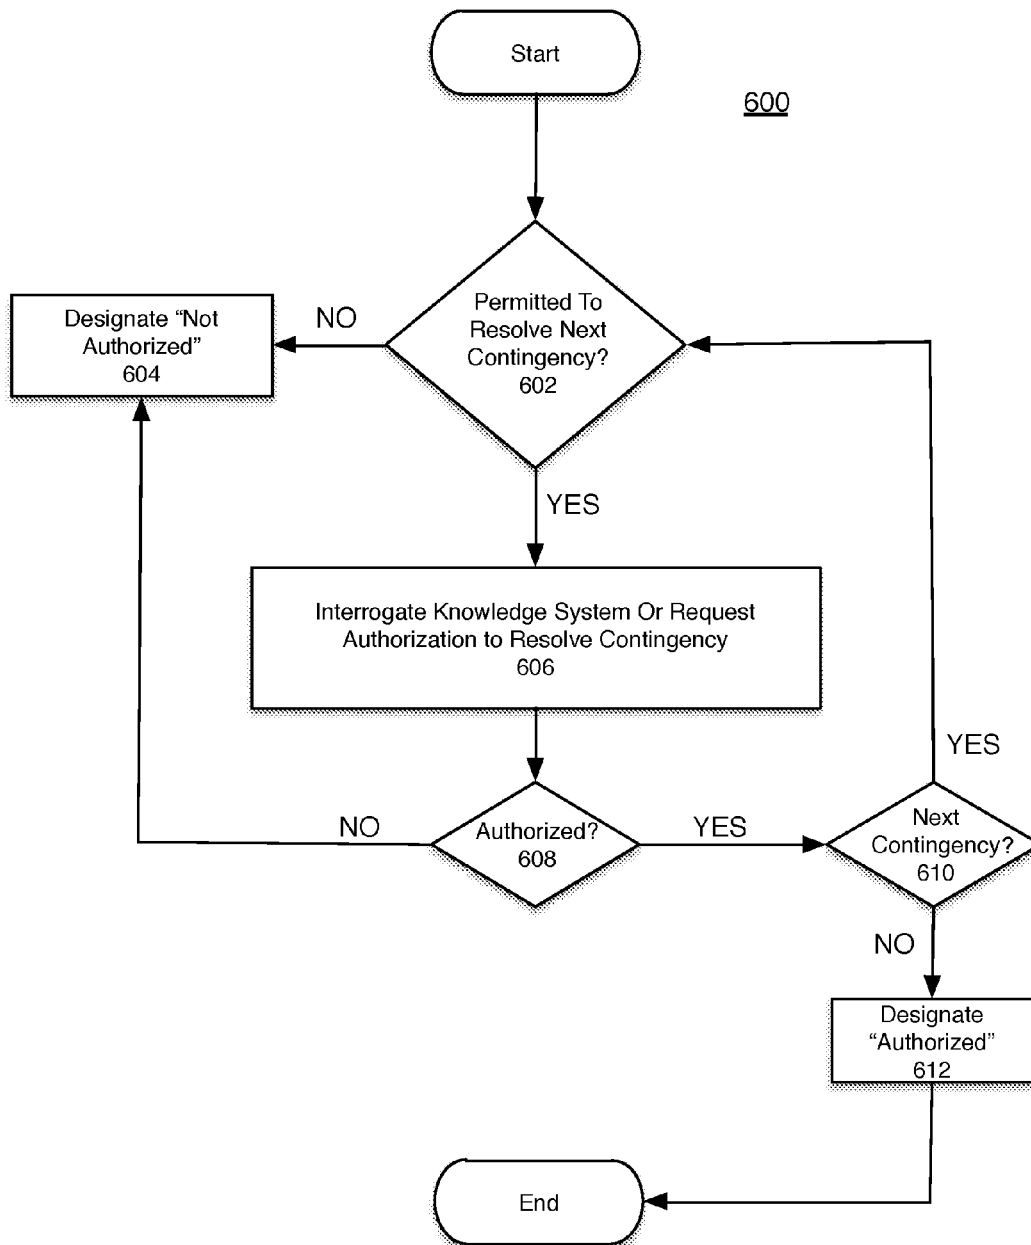 Start
600
Permitted To
Resolve Next
Contingency?
602
NO
Designate “Not
Authorized”
604
YES
Interrogate Knowledge System Or Request
Authorization to Resolve Contingency
606
YES
NO
Authorized?
608
YES
Next
Contingency?
610
NO
Designate
“Authorized”
612
End